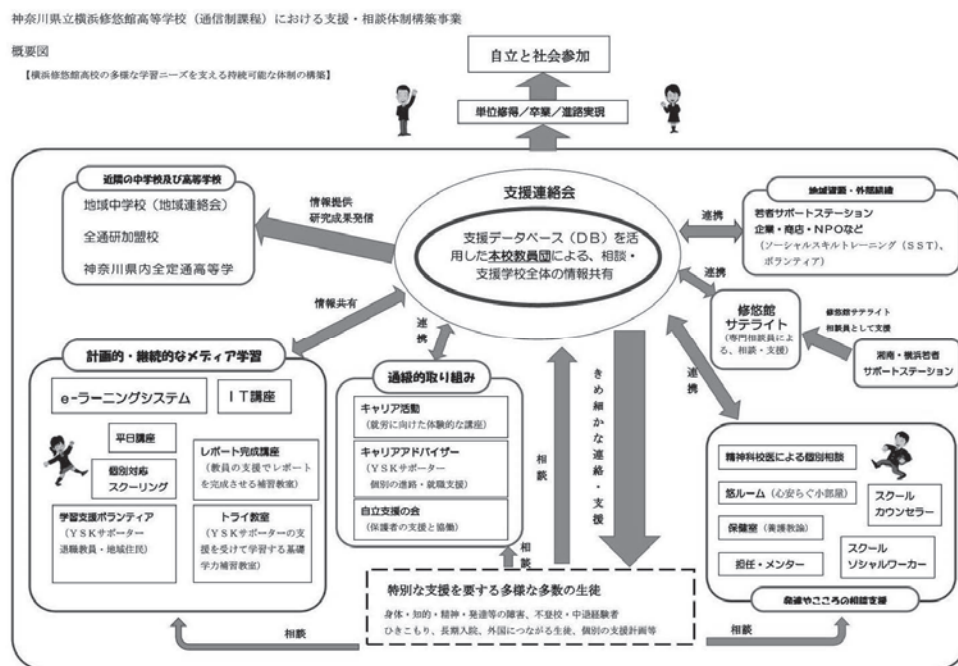 神奈川県立横浜修悠館高等学校（通信制課程）における支援・相談体制構築事業
概要図
【横浜修悠館高校の多様な学習ニーズを支える持続可能な体制の構築】
自立と社会参加
単位修得／卒業／進路実現
近隣の中学校及び高等学校
地域中学校（地域連絡会）
全通研加盟校
神奈川県内全定通高等学
情報提供
研究成果発信
支援連絡会
支援データベース（DB）を活
用した本校教員団による、相談・
支援学校全体の情報共有
連携
地域資源・外部組織
若者サポートステーション
企業・商店・NPOなど
（ソーシャルスキルトレーニング（SST）、
ボランティア）
連携
修悠館
サテライト
（専門相談員によ
る、相談・支援）
修悠館サテライト
相談員として支援
湘南・横浜若者
サポートステーション
情報共有
連携
連携
計画的・継続的なメディア学習
e-ラーニングシステム
IT講座
平日講座
個別対応
スクーリング
レポート完成講座
（教員の支援でレポート
を完成させる補習教室）
学習支援ボランティア
（YSKサポーター
退職教員・地域住民）
トライ教室
（YSKサポーターの支
援を受けて学習する基礎
学力補習教室）
通級的取り組み
キャリア活動
（就労に向けた体験的な講座）
キャリアアドバイザー
（YSKサポーター
個別の進路・就職支援）
自立支援の会
（保護者の支援と協働）
相談
相談
きめ細かな連絡・支援
精神科校医による個別相談
悠ルーム（心安らぐ小部屋）
保健室（養護教諭）
担任・メンター
スクール
カウンセラー
スクール
ソシャルワーカー
発達やこころの相談支援
特別な支援を要する多様な多数の生徒
身体・知的・精神・発達等の障害、不登校・中退経験者
ひきこもり、長期入院、外国につながる生徒、個別の支援計画等
相談
相談